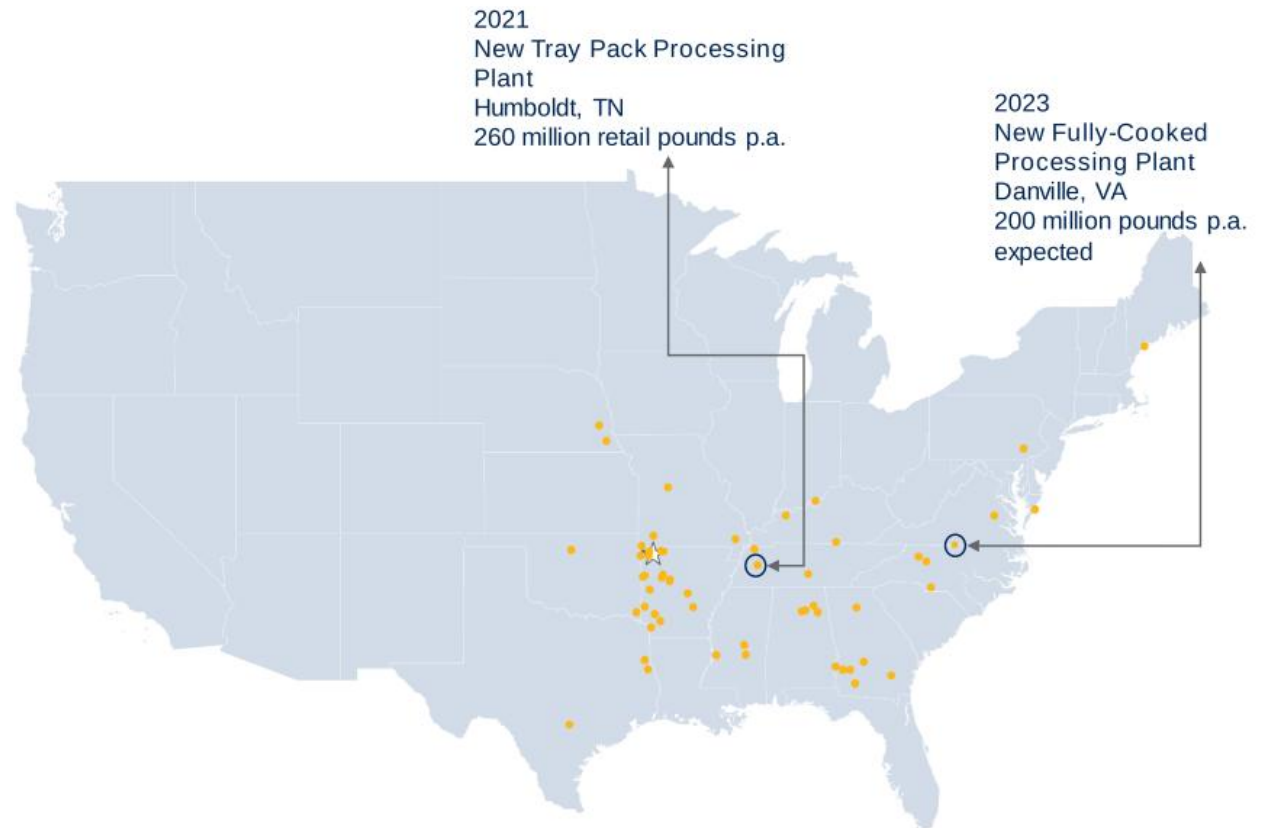 2021
New Tray Pack Processing
Plant
Humboldt, TN
260 million retail pounds p.a.
2023
New Fully-Cooked
Processing Plant
Danville, VA
200 million pounds p.a.
expected